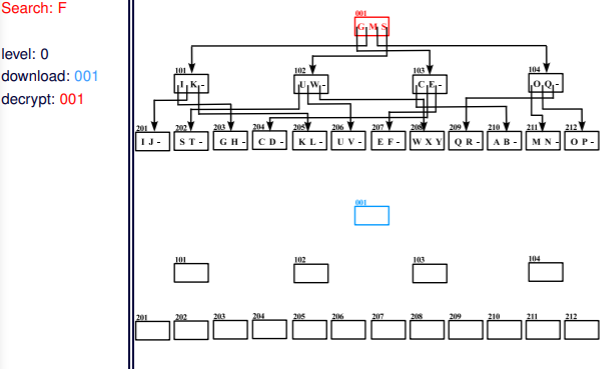 Search: F
level: 0
download: 001
decrypt: 001
001
G M S
101 102 103 104
I K - U W - C E - O Q -
201 202 203 204 205 206 207 208 209 210 211 212
I J - S T - G H - C D - K L - U V - E F - W X Y Q R - A B - M N - O P -
001
101 102 103 104
201 202 203 204 205 206 207 208 209 210 211 212